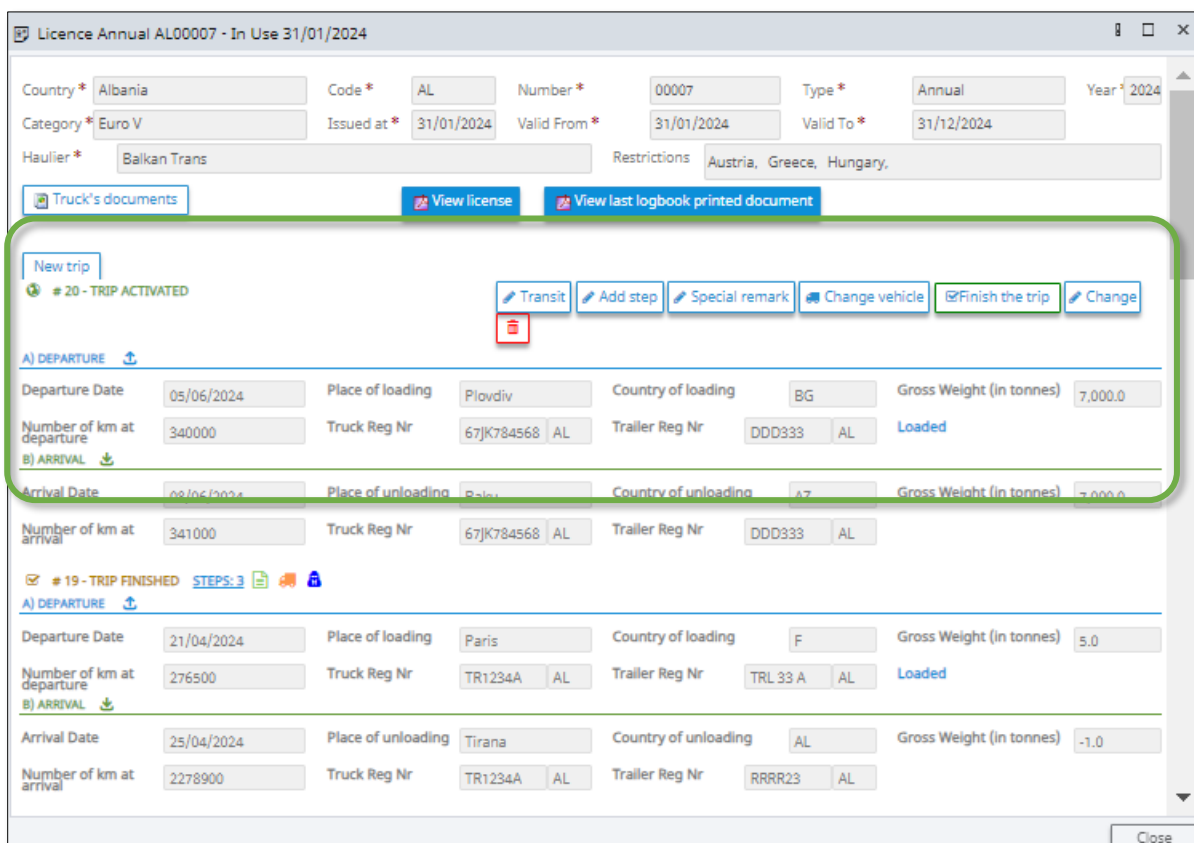 Licence Annual AL00007 - In Use 31/01/2024
Country * Albania Code * AL Number * 00007 Type * Annual Year * 2024
Category * Euro V Issued at * 31/01/2024 Valid From * 31/01/2024 Valid To * 31/12/2024
Haulier * Balkan Trans Restrictions Austria, Greece, Hungary,
Truck's documents View license View last logbook printed document
New trip
# 20 - TRIP ACTIVATED Transit Add step Special remark Change vehicle Finish the trip Change
A) DEPARTURE
Departure Date 05/06/2024 Place of loading Plovdiv Country of loading BG Gross Weight (in tonnes) 7,000.0
Number of km at departure 340000 Truck Reg Nr 67JK784568 AL Trailer Reg Nr DDD333 AL Loaded
B) ARRIVAL
Arrival Date 08/06/2024 Place of unloading Baku Country of unloading AZ Gross Weight (in tonnes) 7,000.0
Number of km at arrival 341000 Truck Reg Nr 67JK784568 AL Trailer Reg Nr DDD333 AL
# 19 - TRIP FINISHED STEPS: 3
A) DEPARTURE
Departure Date 21/04/2024 Place of loading Paris Country of loading F Gross Weight (in tonnes) 5.0
Number of km at departure 276500 Truck Reg Nr TR1234A AL Trailer Reg Nr TRL 33 A AL Loaded
B) ARRIVAL
Arrival Date 25/04/2024 Place of unloading Tirana Country of unloading AL Gross Weight (in tonnes) -1.0
Number of km at arrival 2278900 Truck Reg Nr TR1234A AL Trailer Reg Nr RRRR23 AL
Close